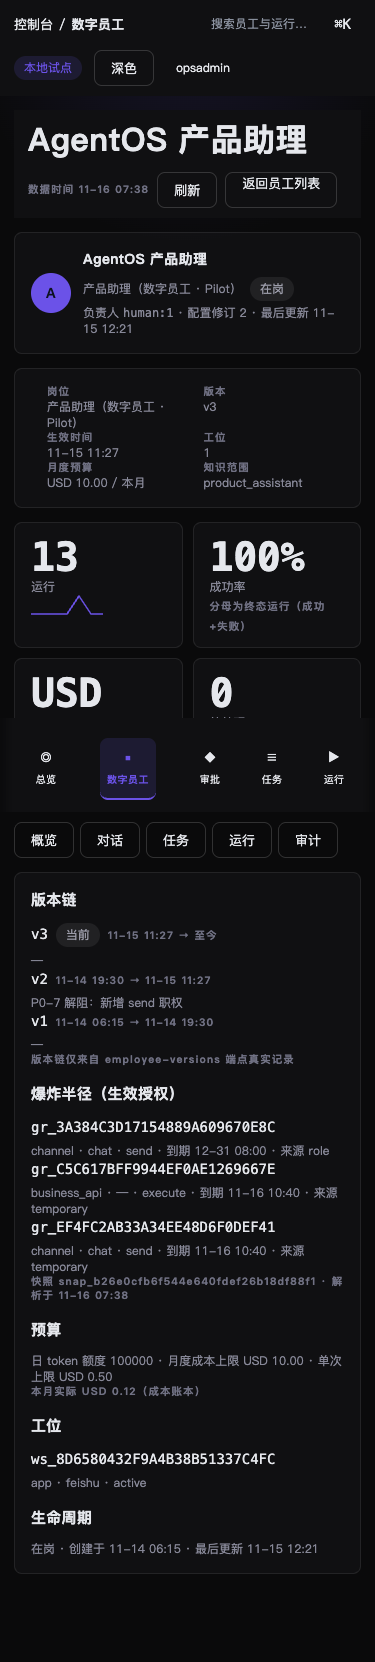 控制台 / 数字员工 搜索员工与运行… ⌘K
本地试点 深色 opsadmin
AgentOS 产品助理
数据时间 11-16 07:38 刷新 返回员工列表
A
AgentOS 产品助理
产品助理（数字员工 · Pilot） 在岗
负责人 human:1 · 配置修订 2 · 最后更新 11-
15 12:21
岗位 版本
产品助理（数字员工 · v3
Pilot)
生效时间 工位
11-15 11:27 1
月度预算 知识范围
USD 10.00 / 本月 product_assistant
13 100%
运行 成功率
分母为终态运行（成功
+失败）
USD 0
总览 数字员工 审批 任务 运行
概览 对话 任务 运行 审计
版本链
v3 当前 11-15 11:27 → 至今
—
v2 11-14 19:30 → 11-15 11:27
P0-7 解阻：新增 send 职权
v1 11-14 06:15 → 11-14 19:30
—
版本链仅来自 employee-versions 端点真实记录
爆炸半径（生效授权）
gr_3A384C3D17154889A609670E8C
channel · chat · send · 到期 12-31 08:00 · 来源 role
gr_C5C617BFF9944EF0AE1269667E
business_api · — · execute · 到期 11-16 10:40 · 来源
temporary
gr_EF4FC2AB33A34EE48D6F0DEF41
channel · chat · send · 到期 11-16 10:40 · 来源
temporary
快照 snap_b26e0cfb6f544e640fdef26b18df88f1 · 解
析于 11-16 07:38
预算
日 token 额度 100000 · 月度成本上限 USD 10.00 · 单次
上限 USD 0.50
本月实际 USD 0.12（成本账本）
工位
ws_8D6580432F9A4B38B51337C4FC
app · feishu · active
生命周期
在岗 · 创建于 11-14 06:15 · 最后更新 11-15 12:21